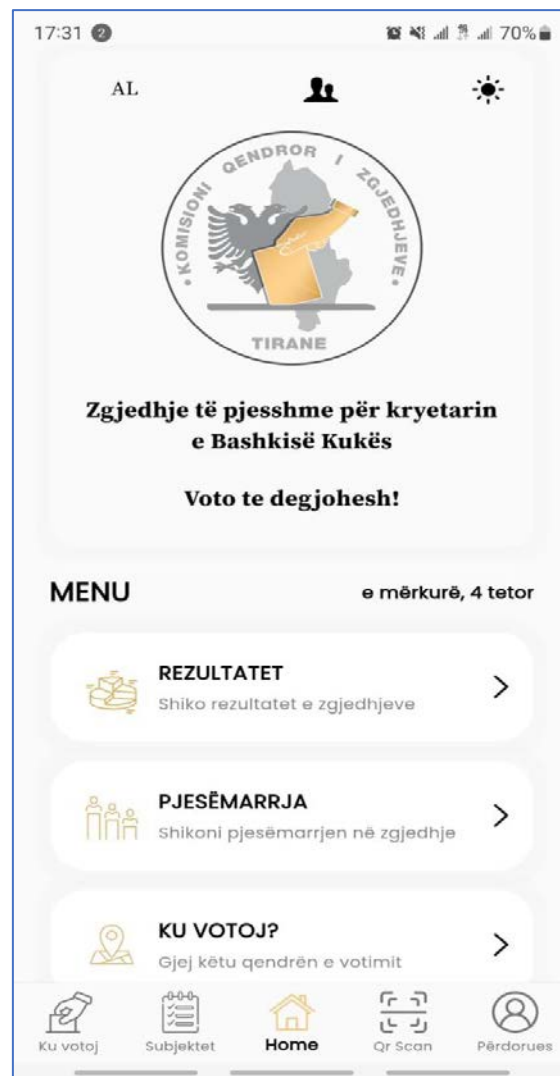 17:31 2 70%
AL
KOMISIONI QENDROR I ZGJEDHJEVE
TIRANE
Zgjedhje të pjesshme për kryetarin
e Bashkisë Kukës
Voto te degjohesh!
MENU
e mërkurë, 4 tetor
REZULTATET
Shiko rezultatet e zgjedhjeve
PJESËMARRJA
Shikoni pjesëmarrjen në zgjedhje
KU VOTOJ?
Gjej këtu qendrën e votimit
Ku votoj
Subjektet
Home
Qr Scan
Përdorues